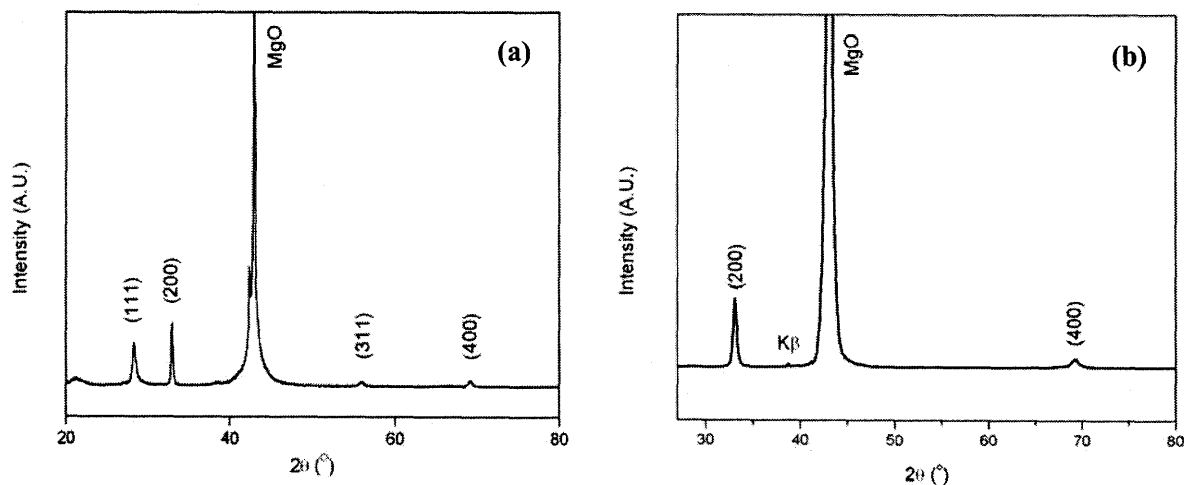 (a)
MgO
(111)
(200)
(311)
(400)
Intensity (A.U.)
20
40
60
80
2θ (°)
(b)
MgO
(200)
Kβ
(400)
Intensity (A.U.)
30
40
50
60
70
80
2θ (°)